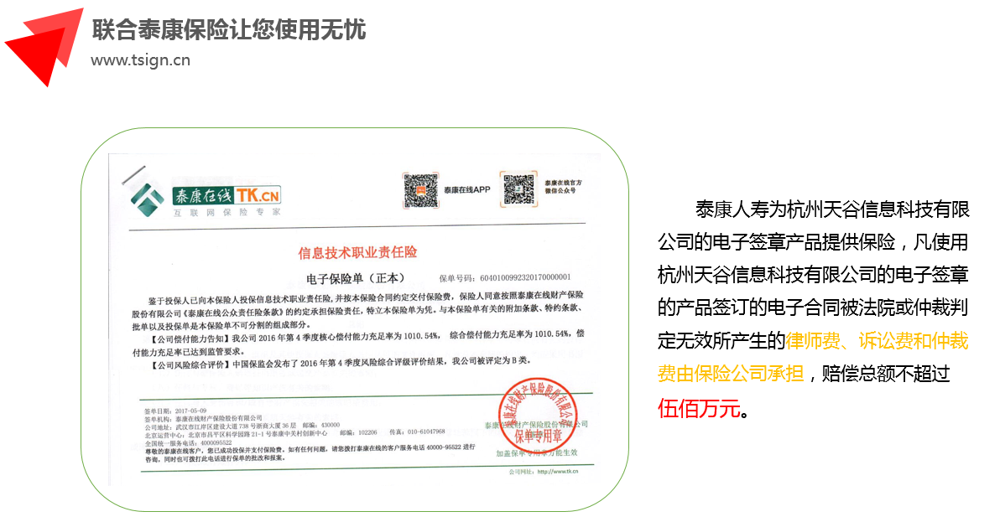 联合泰康保险让您使用无忧
www.tsign.cn
泰康在线 TK.CN
互联网保险专家
泰康在线APP
泰康在线官方
微信公众号
信息技术职业责任险
电子保险单（正本）
保单号码：6040100992320170000001
鉴于投保人已向本保险人投保信息技术职业责任险,并按本保险合同约定交付保险费，保险人同意按照泰康在线财产保险
股份有限公司《泰康在线公众责任险条款》的约定承担保险责任，特立本保险单为凭。与本保险单有关的附加条款、特约条款、
批单以及投保单是本保险单不可分割的组成部分。
【公司偿付能力告知】我公司 2016 年第 4 季度核心偿付能力充足率为 1010.54%， 综合偿付能力充足率为 1010.54%，偿
付能力充足率已达到监管要求。
【公司风险综合评价】中国保监会发布了 2016 年第 4 季度风险综合评级评价结果，我公司被评定为 B 类。
签单日期：2017-05-09
签单机构：泰康在线财产保险股份有限公司
公司地址：武汉市江岸区建设大道 738 号浙商大厦 36 层 邮编：430000
北京运营中心：北京市昌平区科学园路 21-1 号泰康中关村创新中心 邮编：102206 传真：010-61047968
全国统一服务电话：4000095522
尊敬的泰康在线客户，您已成功投保并支付保险费。如有任何问题，请您拨打泰康在线的客户服务电话 40000-95522 进行
咨询，同时也可拨打此电话进行保单的批改和报案。
泰康在线财产保险股份有限公司
泰康在线财产保险股份有限公司
保单专用章
加盖保单专用章方能生效
公司网址：http://www.tk.cn
泰康人寿为杭州天谷信息科技有限
公司的电子签章产品提供保险，凡使用
杭州天谷信息科技有限公司的电子签章
的产品签订的电子合同被法院或仲裁判
定无效所产生的律师费、诉讼费和仲裁
费由保险公司承担，赔偿总额不超过
伍佰万元。